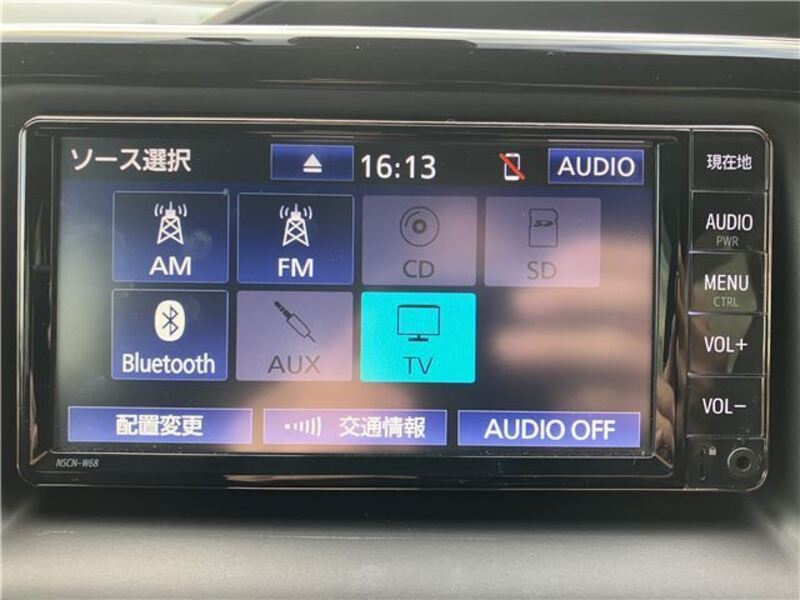 ソース選択
16:13
AUDIO
AM
FM
CD
SD
SD
Bluetooth
AUX
TV
配置変更
交通情報
AUDIO OFF
現在地
AUDIO
PWR
MENU
CTRL
VOL+
VOL−
NSCN-W68